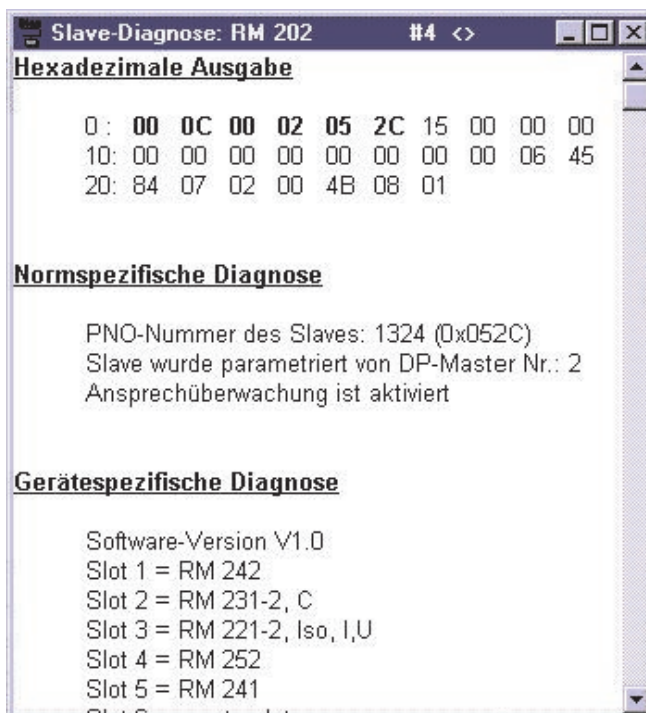 Slave-Diagnose: RM 202 #4 <>
Hexadezimale Ausgabe
0 : 00 0C 00 02 05 2C 15 00 00 00
10: 00 00 00 00 00 00 00 00 06 45
20: 84 07 02 00 4B 08 01
Normspezifische Diagnose
PNO-Nummer des Slaves: 1324 (0x052C)
Slave wurde parametriert von DP-Master Nr.: 2
Ansprechüberwachung ist aktiviert
Gerätespezifische Diagnose
Software-Version V1.0
Slot 1 = RM 242
Slot 2 = RM 231-2, C
Slot 3 = RM 221-2, Iso, I,U
Slot 4 = RM 252
Slot 5 = RM 241